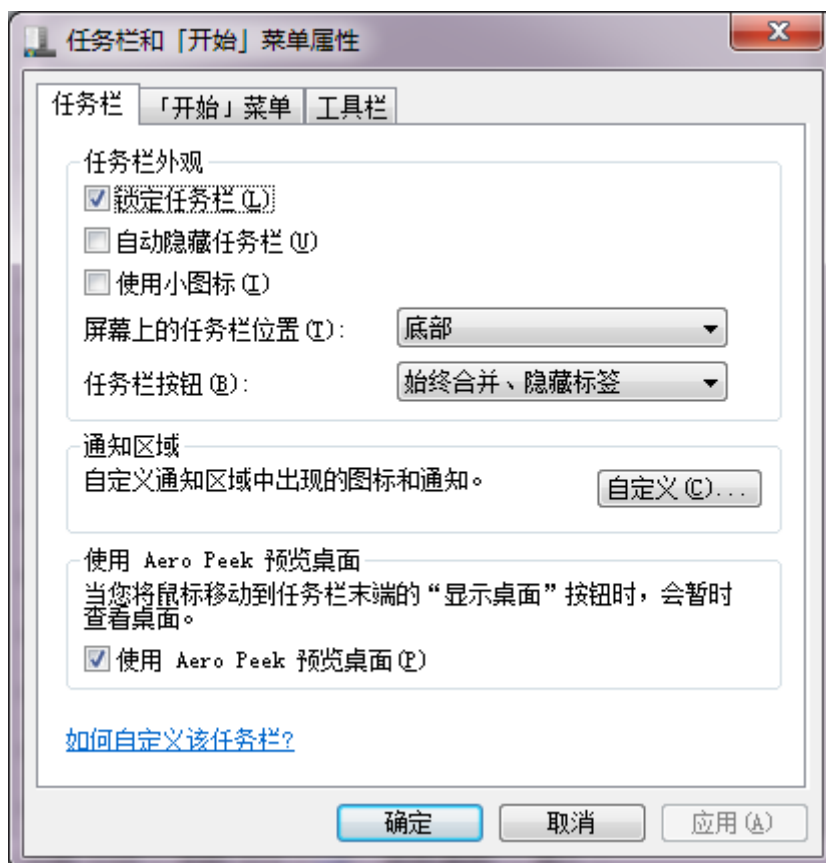 任务栏和「开始」菜单属性
任务栏 「开始」菜单 工具栏
任务栏外观
锁定任务栏(L)
自动隐藏任务栏(U)
使用小图标(I)
屏幕上的任务栏位置(T): 底部
任务栏按钮(B): 始终合并、隐藏标签
通知区域
自定义通知区域中出现的图标和通知。 自定义(C)...
使用 Aero Peek 预览桌面
当您将鼠标移动到任务栏末端的“显示桌面”按钮时，会暂时
查看桌面。
使用 Aero Peek 预览桌面(P)
如何自定义该任务栏?
确定 取消 应用(A)